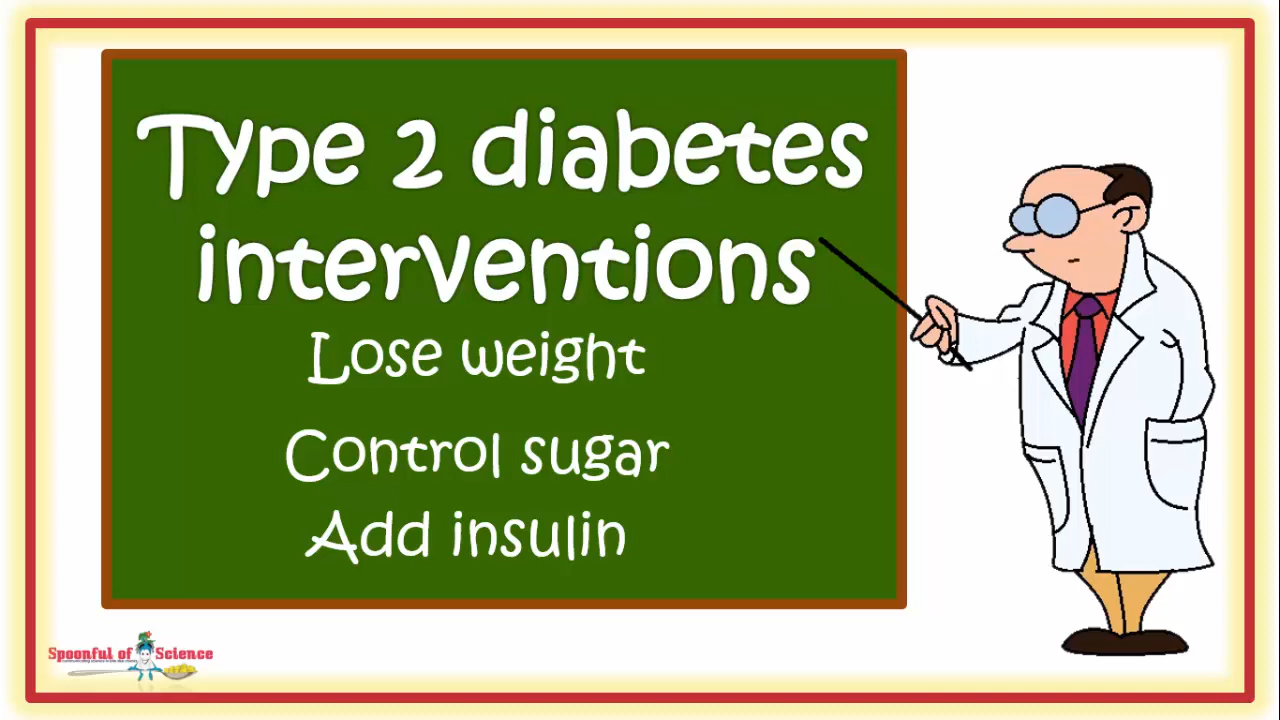 Type 2 diabetes
interventions
Lose weight
Control sugar
Add insulin
Spoonful of Science